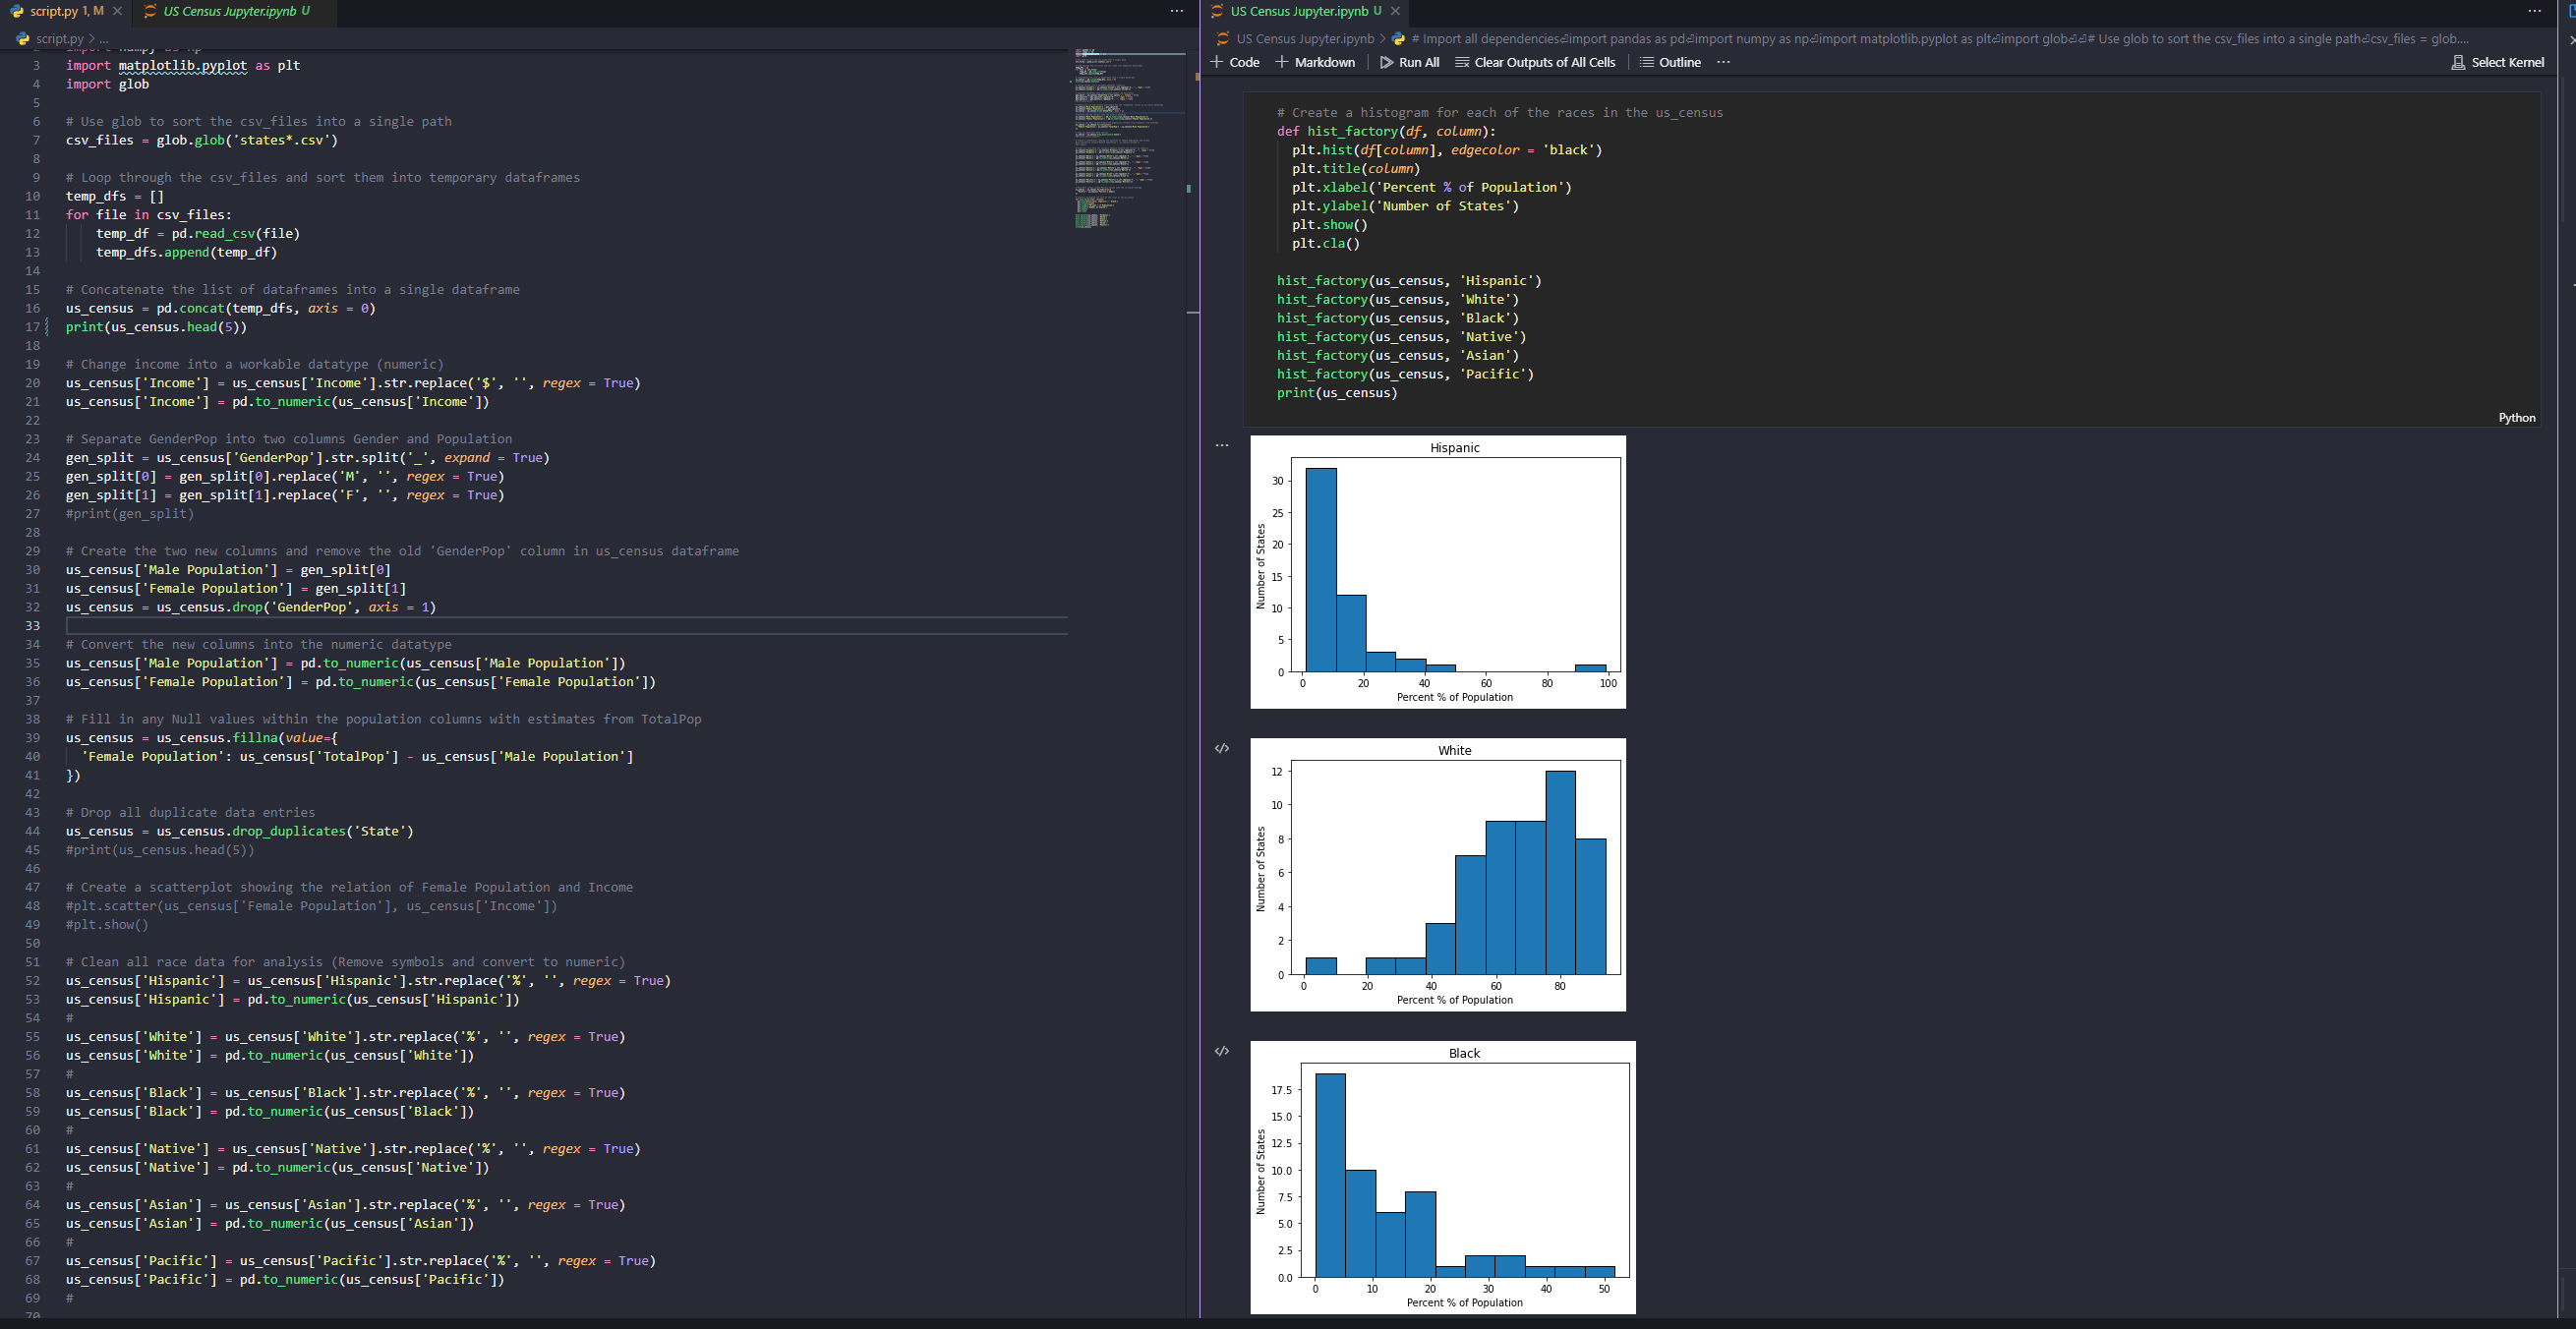 script.py 1, M
US Census Jupyter.ipynb U
script.py > ...
2 import numpy as np
3 import matplotlib.pyplot as plt
4 import glob
5
6 # Use glob to sort the csv_files into a single path
7 csv_files = glob.glob('states*.csv')
8
9 # Loop through the csv_files and sort them into temporary dataframes
10 temp_dfs = []
11 for file in csv_files:
12 temp_df = pd.read_csv(file)
13 temp_dfs.append(temp_df)
14
15 # Concatenate the list of dataframes into a single dataframe
16 us_census = pd.concat(temp_dfs, axis = 0)
17 print(us_census.head(5))
18
19 # Change income into a workable datatype (numeric)
20 us_census['Income'] = us_census['Income'].str.replace('$', '', regex = True)
21 us_census['Income'] = pd.to_numeric(us_census['Income'])
22
23 # Separate GenderPop into two columns Gender and Population
24 gen_split = us_census['GenderPop'].str.split('_', expand = True)
25 gen_split[0] = gen_split[0].replace('M', '', regex = True)
26 gen_split[1] = gen_split[1].replace('F', '', regex = True)
27 #print(gen_split)
28
29 # Create the two new columns and remove the old 'GenderPop' column in us_census dataframe
30 us_census['Male Population'] = gen_split[0]
31 us_census['Female Population'] = gen_split[1]
32 us_census = us_census.drop('GenderPop', axis = 1)
33
34 # Convert the new columns into the numeric datatype
35 us_census['Male Population'] = pd.to_numeric(us_census['Male Population'])
36 us_census['Female Population'] = pd.to_numeric(us_census['Female Population'])
37
38 # Fill in any Null values within the population columns with estimates from TotalPop
39 us_census = us_census.fillna(value={
40 'Female Population': us_census['TotalPop'] - us_census['Male Population']
41 })
42
43 # Drop all duplicate data entries
44 us_census = us_census.drop_duplicates('State')
45 #print(us_census.head(5))
46
47 # Create a scatterplot showing the relation of Female Population and Income
48 #plt.scatter(us_census['Female Population'], us_census['Income'])
49 #plt.show()
50
51 # Clean all race data for analysis (Remove symbols and convert to numeric)
52 us_census['Hispanic'] = us_census['Hispanic'].str.replace('%', '', regex = True)
53 us_census['Hispanic'] = pd.to_numeric(us_census['Hispanic'])
54 #
55 us_census['White'] = us_census['White'].str.replace('%', '', regex = True)
56 us_census['White'] = pd.to_numeric(us_census['White'])
57 #
58 us_census['Black'] = us_census['Black'].str.replace('%', '', regex = True)
59 us_census['Black'] = pd.to_numeric(us_census['Black'])
60 #
61 us_census['Native'] = us_census['Native'].str.replace('%', '', regex = True)
62 us_census['Native'] = pd.to_numeric(us_census['Native'])
63 #
64 us_census['Asian'] = us_census['Asian'].str.replace('%', '', regex = True)
65 us_census['Asian'] = pd.to_numeric(us_census['Asian'])
66 #
67 us_census['Pacific'] = us_census['Pacific'].str.replace('%', '', regex = True)
68 us_census['Pacific'] = pd.to_numeric(us_census['Pacific'])
69 #
70
US Census Jupyter.ipynb U
US Census Jupyter.ipynb > # Import all dependencies⏎import pandas as pd⏎import numpy as np⏎import matplotlib.pyplot as plt⏎import glob⏎⏎# Use glob to sort the csv_files into a single path⏎csv_files = glob....
+ Code + Markdown Run All Clear Outputs of All Cells Outline ... Select Kernel
# Create a histogram for each of the races in the us_census
def hist_factory(df, column):
plt.hist(df[column], edgecolor = 'black')
plt.title(column)
plt.xlabel('Percent % of Population')
plt.ylabel('Number of States')
plt.show()
plt.cla()
hist_factory(us_census, 'Hispanic')
hist_factory(us_census, 'White')
hist_factory(us_census, 'Black')
hist_factory(us_census, 'Native')
hist_factory(us_census, 'Asian')
hist_factory(us_census, 'Pacific')
print(us_census)
Python
Hispanic
Number of States
30
25
20
15
10
5
0
0 20 40 60 80 100
Percent % of Population
White
Number of States
12
10
8
6
4
2
0
0 20 40 60 80
Percent % of Population
Black
Number of States
17.5
15.0
12.5
10.0
7.5
5.0
2.5
0.0
0 10 20 30 40 50
Percent % of Population